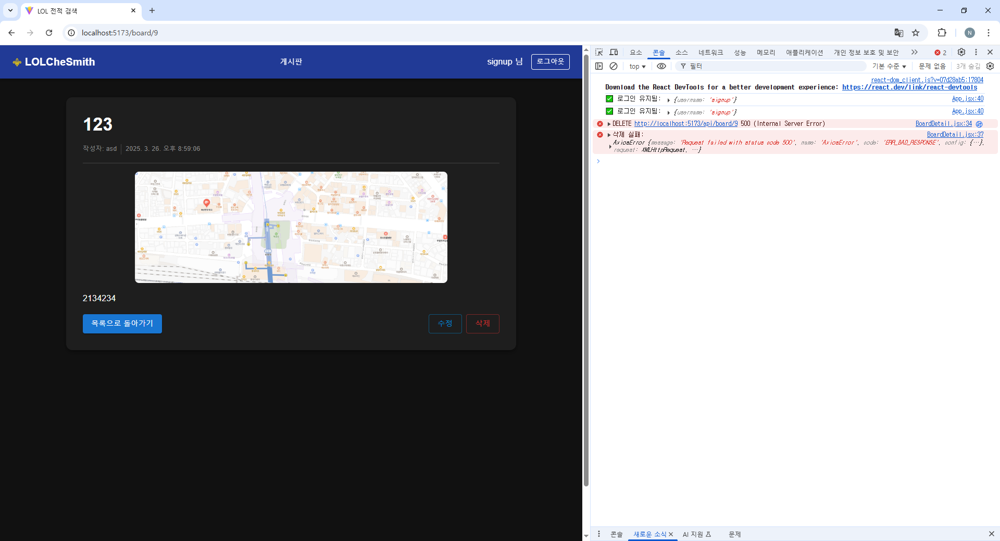 LOL 전적 검색
localhost:5173/board/9
N
LOLCheSmith
게시판
signup 님
로그아웃
123
작성자: asd
2025. 3. 26. 오후 8:59:06
2134234
목록으로 돌아가기
수정
삭제
요소
콘솔
소스
네트워크
성능
메모리
애플리케이션
개인 정보 보호 및 보안
2
top
필터
기본 수준
문제 없음
3개 숨김
react-dom_client.js?v=07d28ab5:17804
Download the React DevTools for a better development experience: https://react.dev/link/react-devtools
로그인 유지됨: {username: 'signup'} App.jsx:40
로그인 유지됨: {username: 'signup'} App.jsx:40
DELETE http://localhost:5173/api/board/9 500 (Internal Server Error) BoardDetail.jsx:34
삭제 실패: BoardDetail.jsx:37
AxiosError {message: 'Request failed with status code 500', name: 'AxiosError', code: 'ERR_BAD_RESPONSE', config: {…},
request: XMLHttpRequest, …}
콘솔
새로운 소식
AI 지원
문제